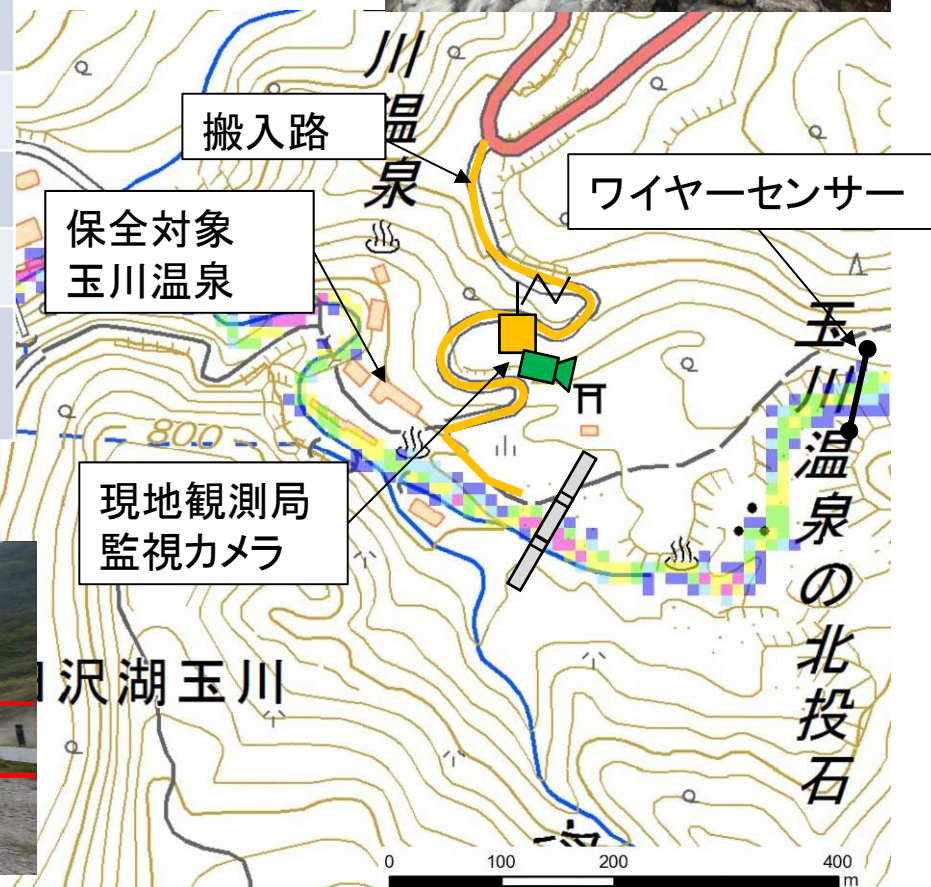 川温泉
搬入路
ワイヤーセンサー
保全対象
玉川温泉
玉川温泉の北投石
800
現地観測局
監視カメラ
沢湖玉川
0 100 200 400
m